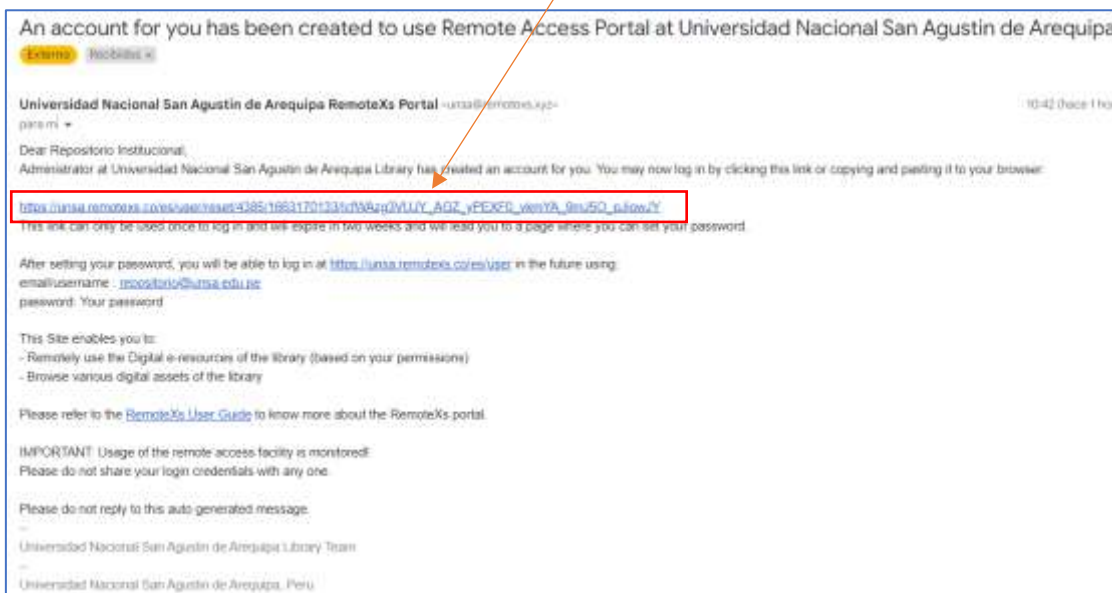 An account for you has been created to use Remote Access Portal at Universidad Nacional San Agustin de Arequipa
Externo Recibidos
Universidad Nacional San Agustin de Arequipa RemoteXs Portal 10:42 (hace 1 ho
para mí
Dear Repositorio Institucional,
Administrator at Universidad Nacional San Agustin de Arequipa Library has created an account for you. You may now log in by clicking this link or copying and pasting it to your browser:
This link can only be used once to log in and will expire in two weeks and will lead you to a page where you can set your password.
After setting your password, you will be able to log in at https://unsa.remotexs.co/es/user in the future using:
email/username : repositorio@unsa.edu.pe
password: Your password
This Site enables you to:
- Remotely use the Digital e-resources of the library (based on your permissions)
- Browse various digital assets of the library
Please refer to the RemoteXs User Guide to know more about the RemoteXs portal.
IMPORTANT: Usage of the remote access facility is monitored!
Please do not share your login credentials with any one.
Please do not reply to this auto generated message.
--
Universidad Nacional San Agustin de Arequipa Library Team
--
Universidad Nacional San Agustin de Arequipa, Peru